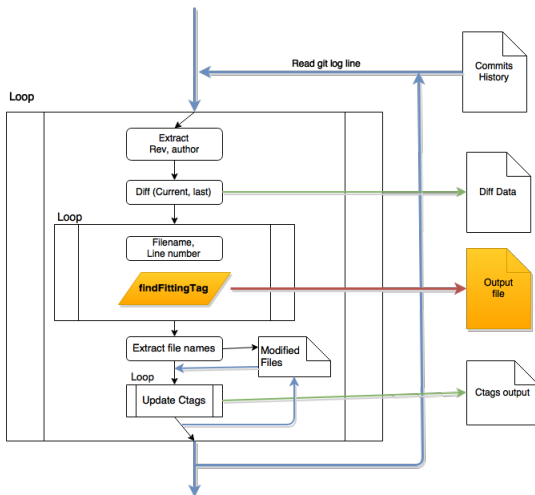 Read git log line
Commits
History
Loop
Extract
Rev, author
Diff (Current, last)
Diff Data
Loop
Filename,
Line number
findFittingTag
Output
file
Extract file names
Modified
Files
Loop
Update Ctags
Ctags output